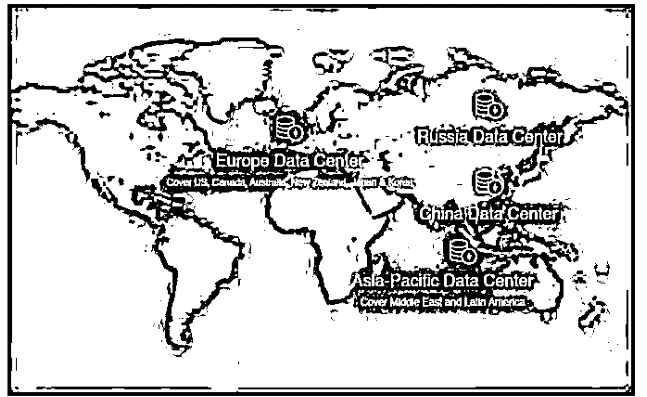 Russia Data Center
Europe Data Center
Cover US, Canada, Australia, New Zealand, Japan & Korea
China Data Center
Asia-Pacific Data Center
Cover Middle East and Latin America